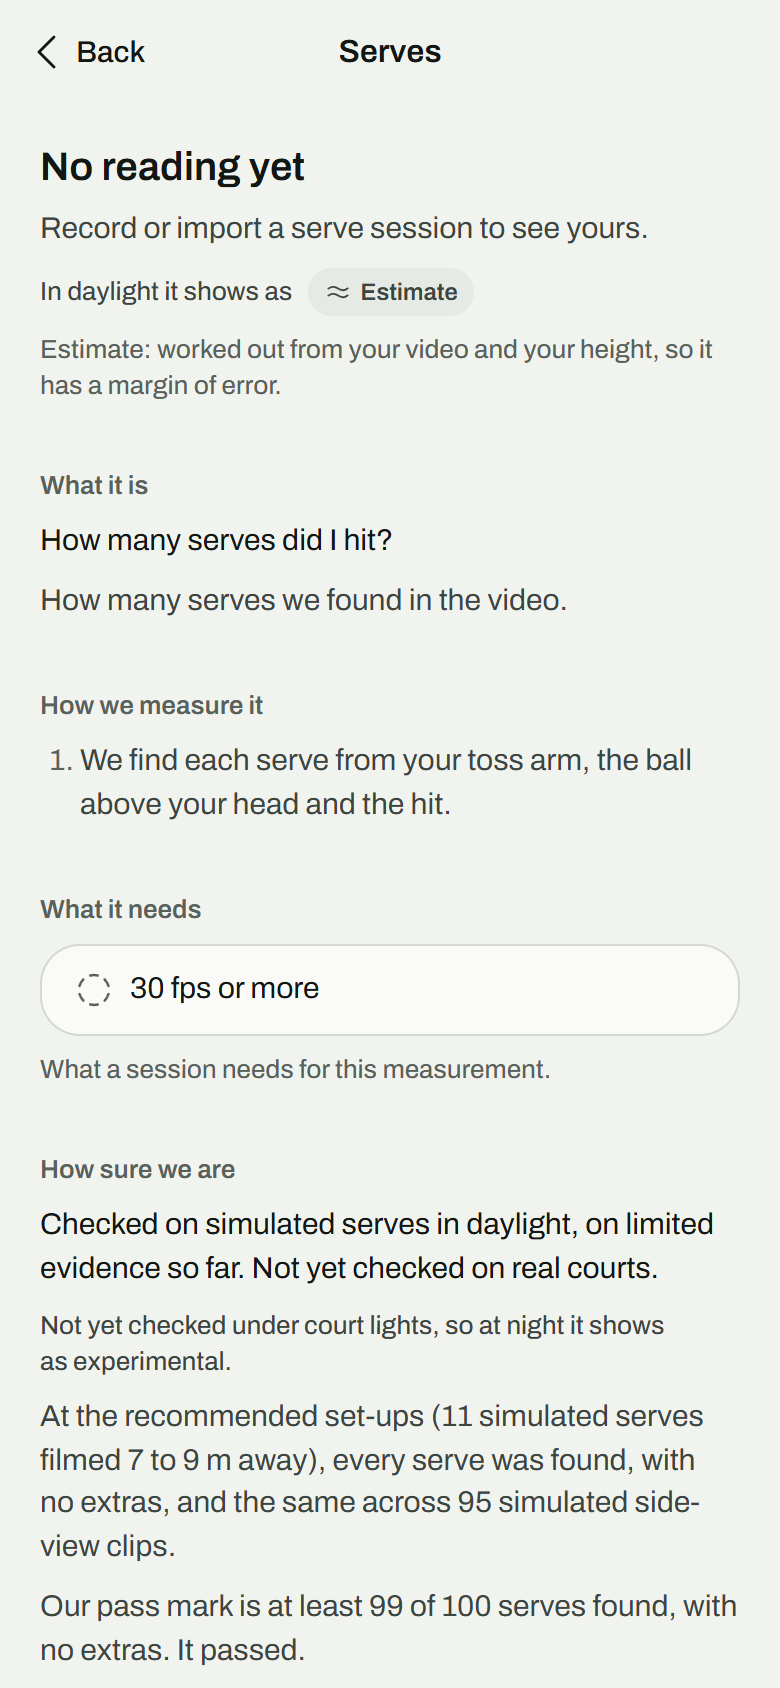 Back
Serves
No reading yet
Record or import a serve session to see yours.
In daylight it shows as ≈ Estimate
Estimate: worked out from your video and your height, so it
has a margin of error.
What it is
How many serves did I hit?
How many serves we found in the video.
How we measure it
1. We find each serve from your toss arm, the ball
above your head and the hit.
What it needs
30 fps or more
What a session needs for this measurement.
How sure we are
Checked on simulated serves in daylight, on limited
evidence so far. Not yet checked on real courts.
Not yet checked under court lights, so at night it shows
as experimental.
At the recommended set-ups (11 simulated serves
filmed 7 to 9 m away), every serve was found, with
no extras, and the same across 95 simulated side-
view clips.
Our pass mark is at least 99 of 100 serves found, with
no extras. It passed.